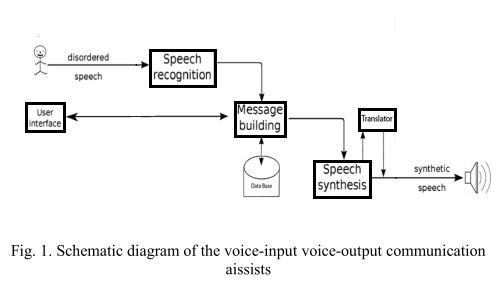 disordered
speech
Speech
recognition
User
interface
Message
building
Translator
Data Base
Speech
synthesis
synthetic
speech
Fig. 1. Schematic diagram of the voice-input voice-output communication
aissists